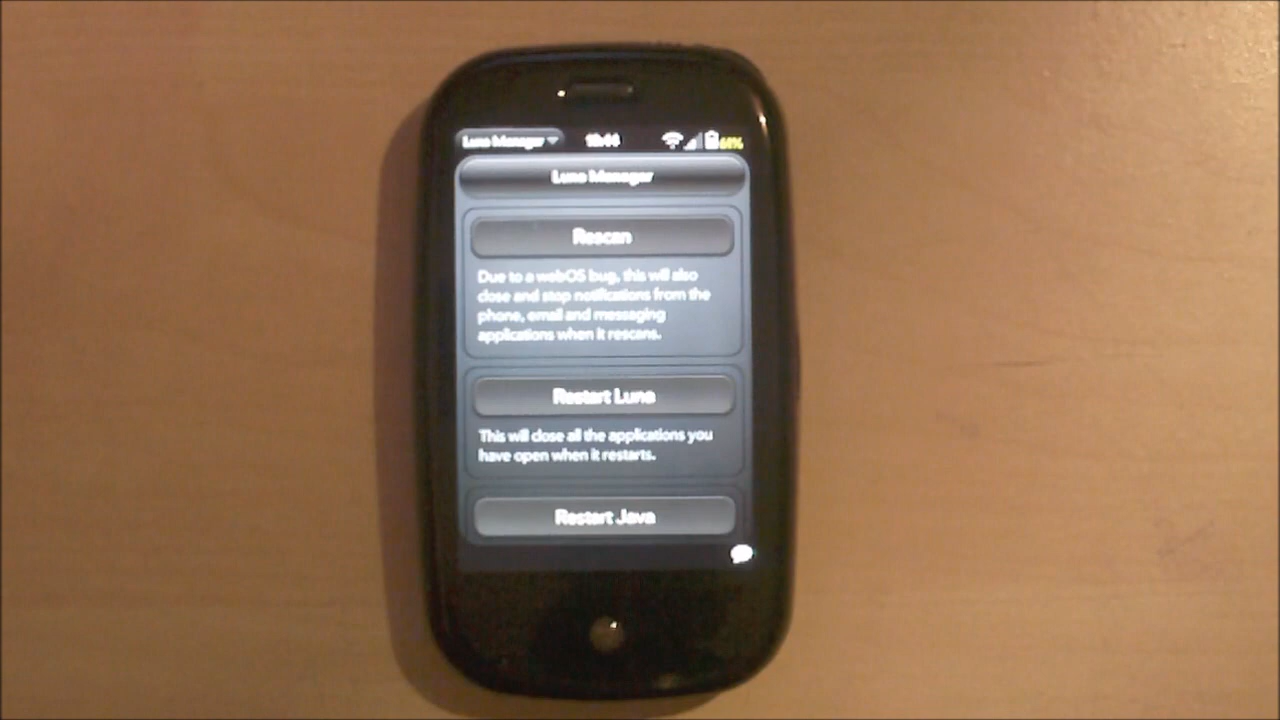 Luna Manager
Luna Manager
Rescan
Due to a webOS bug, this will also
close and stop notifications from the
phone, email and messaging
applications when it rescans.
Restart Luna
This will close all the applications you
have open when it restarts.
Restart Java